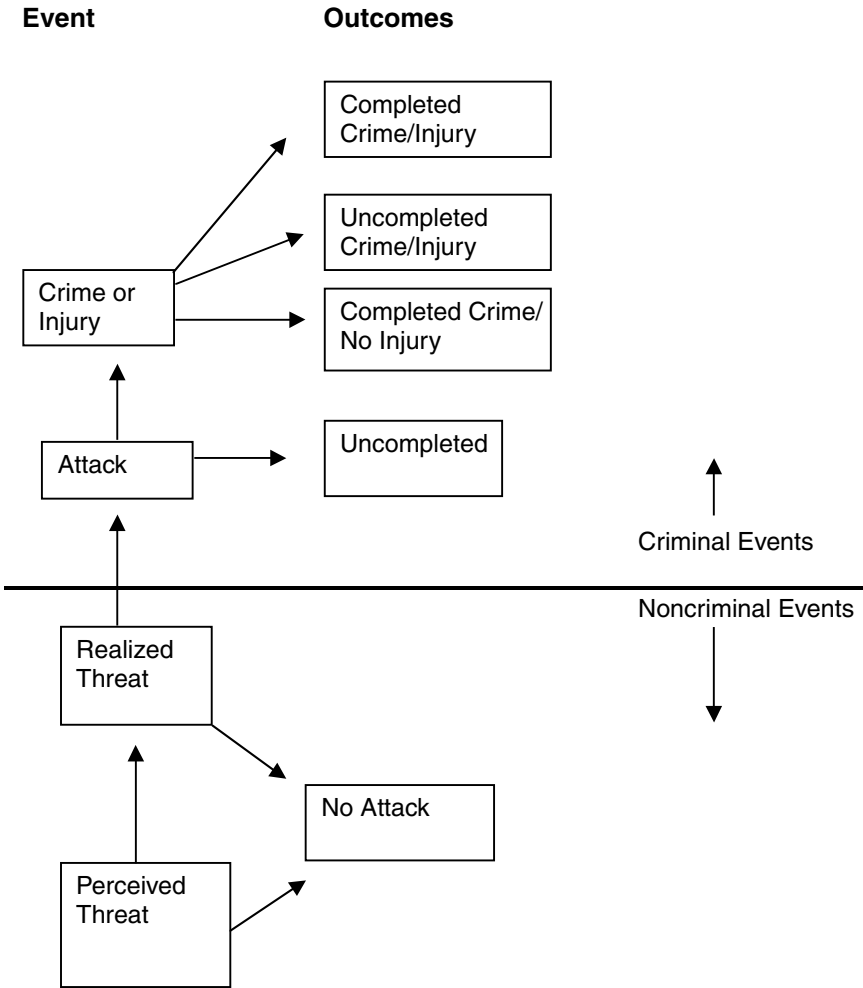 Event
Outcomes
Completed
Crime/Injury
Uncompleted
Crime/Injury
Crime or
Injury
Completed Crime/
No Injury
Attack
Uncompleted
Criminal Events
Noncriminal Events
Realized
Threat
No Attack
Perceived
Threat